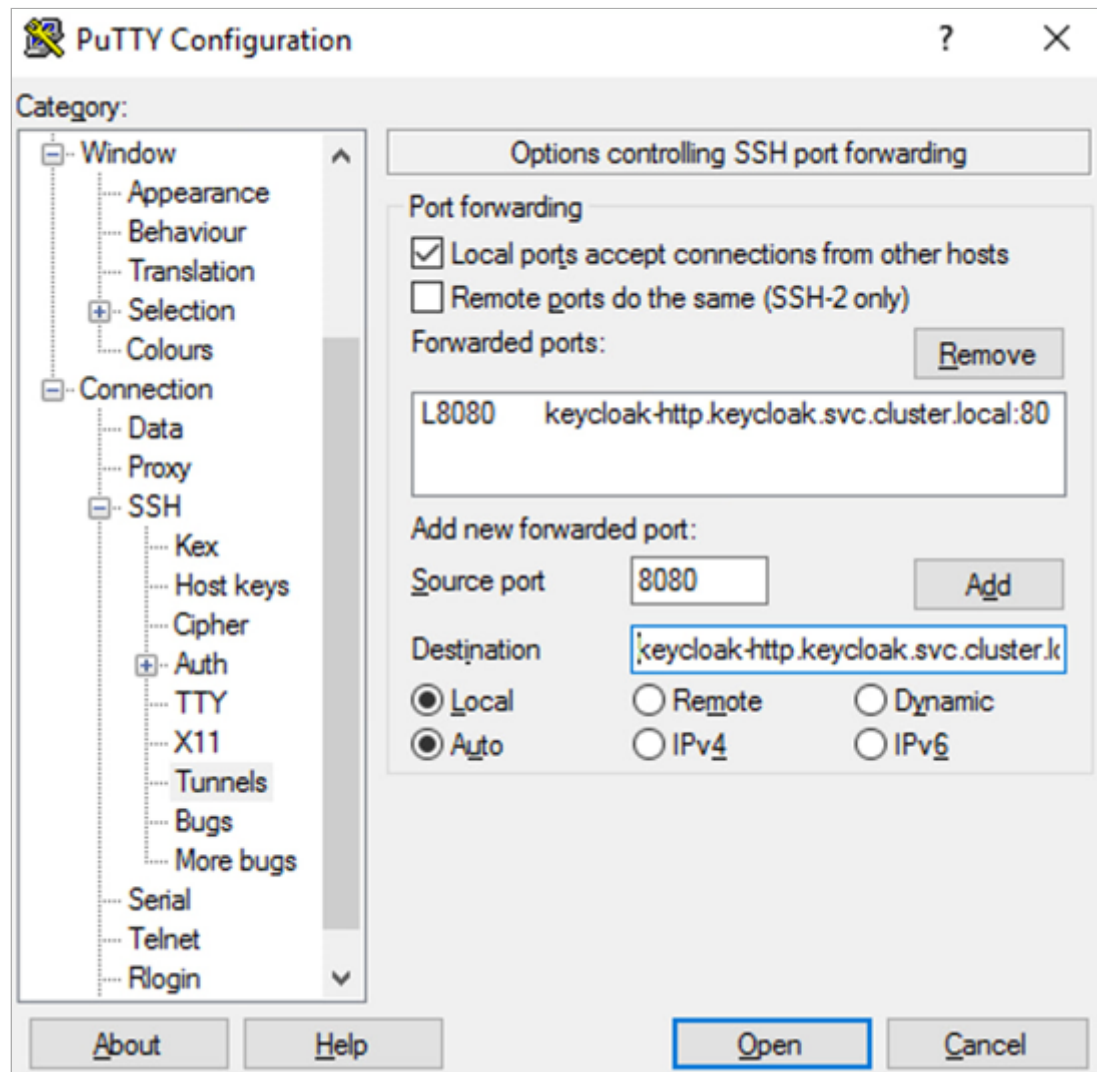 PuTTY Configuration
?
Category:
Window
Appearance
Behaviour
Translation
Selection
Colours
Connection
Data
Proxy
SSH
Kex
Host keys
Cipher
Auth
TTY
X11
Tunnels
Bugs
More bugs
Serial
Telnet
Rlogin
Options controlling SSH port forwarding
Port forwarding
Local ports accept connections from other hosts
Remote ports do the same (SSH-2 only)
Forwarded ports:
Remove
L8080 keycloak-http.keycloak.svc.cluster.local:80
Add new forwarded port:
Source port 8080 Add
Destination keycloak-http.keycloak.svc.cluster.lo
Local Remote Dynamic
Auto IPv4 IPv6
About Help Open Cancel